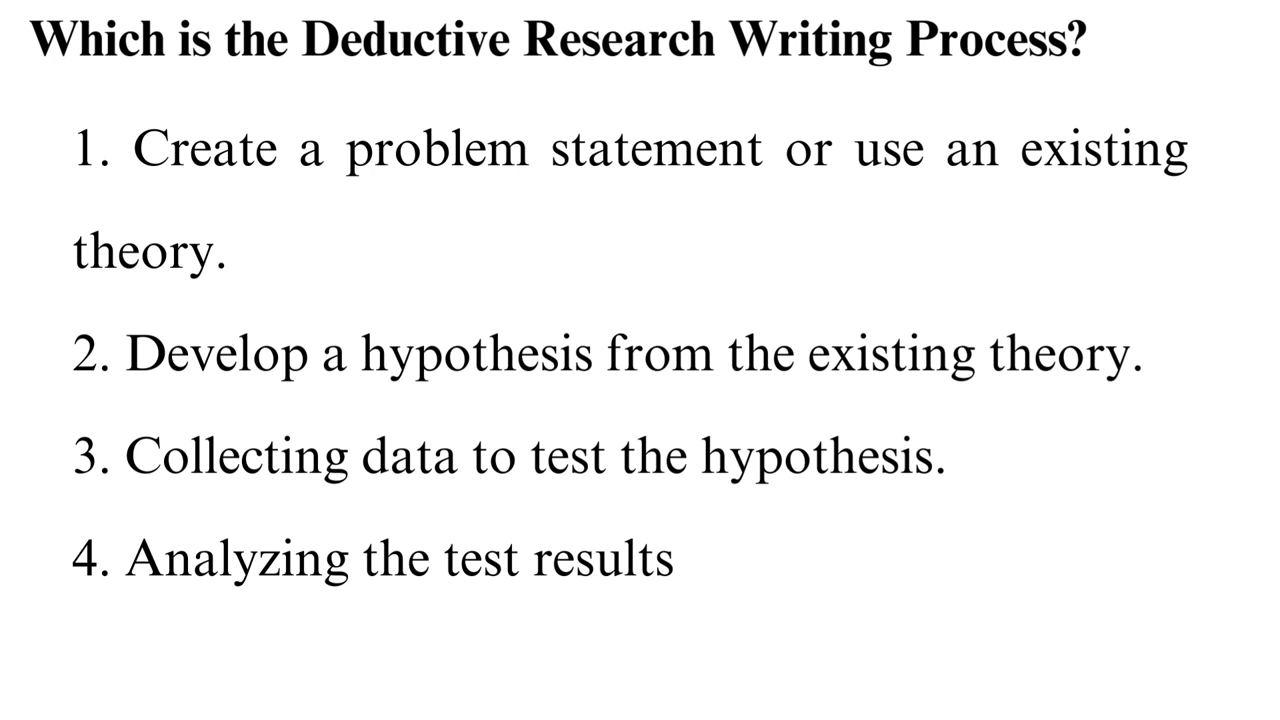 Which is the Deductive Research Writing Process?
1. Create a problem statement or use an existing
theory.
2. Develop a hypothesis from the existing theory.
3. Collecting data to test the hypothesis.
4. Analyzing the test results